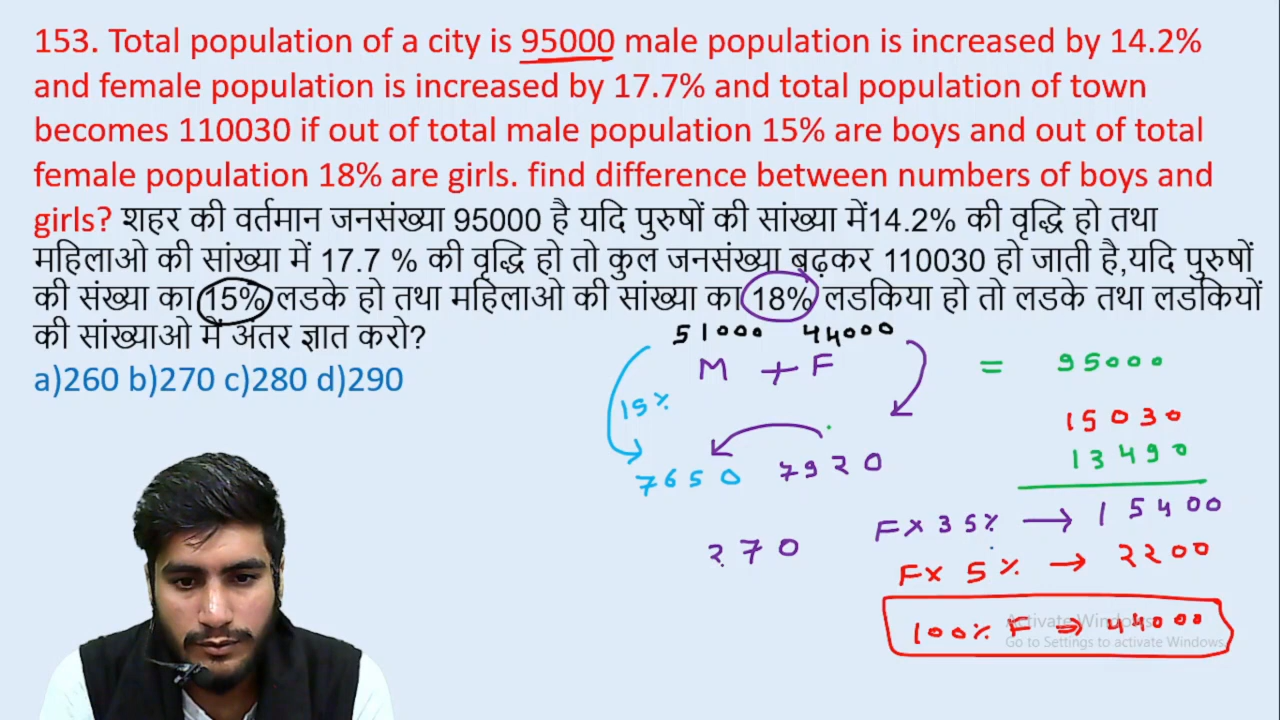 153. Total population of a city is 95000 male population is increased by 14.2%
and female population is increased by 17.7% and total population of town
becomes 110030 if out of total male population 15% are boys and out of total
female population 18% are girls. find difference between numbers of boys and
girls? शहर की वर्तमान जनसंख्या 95000 है यदि पुरुषों की सांख्या में14.2% की वृद्धि हो तथा
महिलाओ की सांख्या में 17.7 % की वृद्धि हो तो कुल जनसंख्या बढ़कर 110030 हो जाती है,यदि पुरुषों
की संख्या का 15% लडके हो तथा महिलाओ की सांख्या का 18% लडकिया हो तो लडके तथा लडकियों
की सांख्याओ में अंतर ज्ञात करो?
a)260 b)270 c)280 d)290
51000 44000
M + F = 95000
15%
15030
13490
7650 7920
F x 35% → 15400
270
F x 5% → 2200
100% F ⇒ 44000
Activate Windows
Go to Settings to activate Windows.